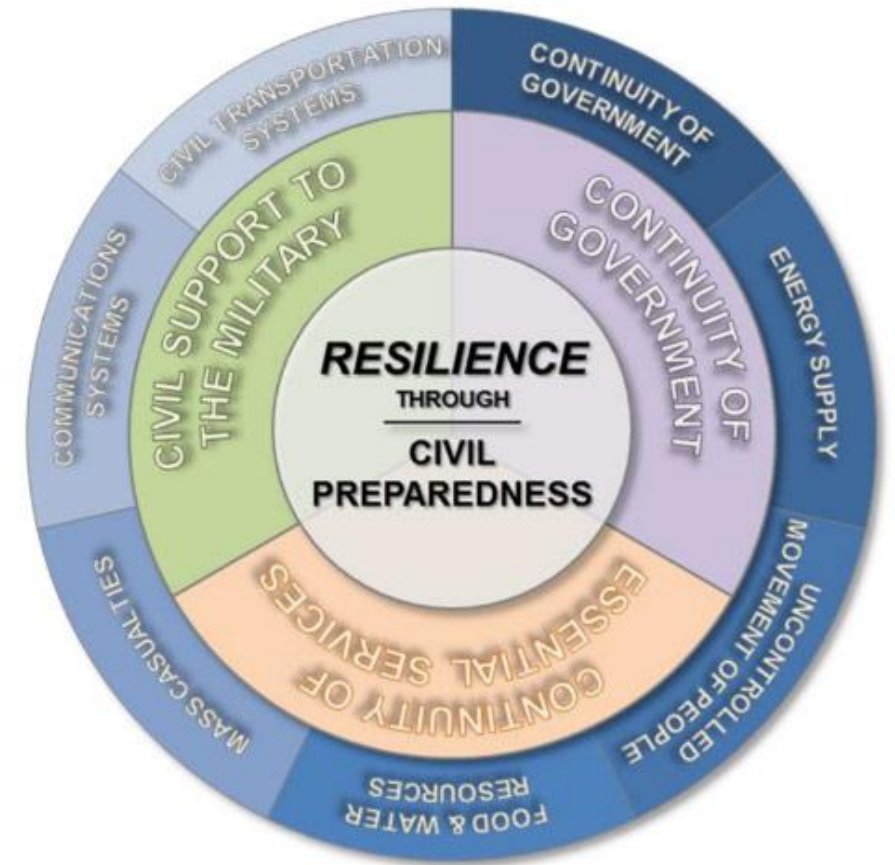 RESILIENCE
THROUGH
CIVIL
PREPAREDNESS
CONTINUITY OF
GOVERNMENT
CONTINUITY OF
ESSENTIAL SERVICES
CIVIL SUPPORT TO
THE MILITARY
CONTINUITY OF
GOVERNMENT
ENERGY SUPPLY
UNCONTROLLED
MOVEMENT OF PEOPLE
FOOD & WATER
RESOURCES
MASS CASUALTIES
COMMUNICATIONS
SYSTEMS
CIVIL TRANSPORTATION
SYSTEMS